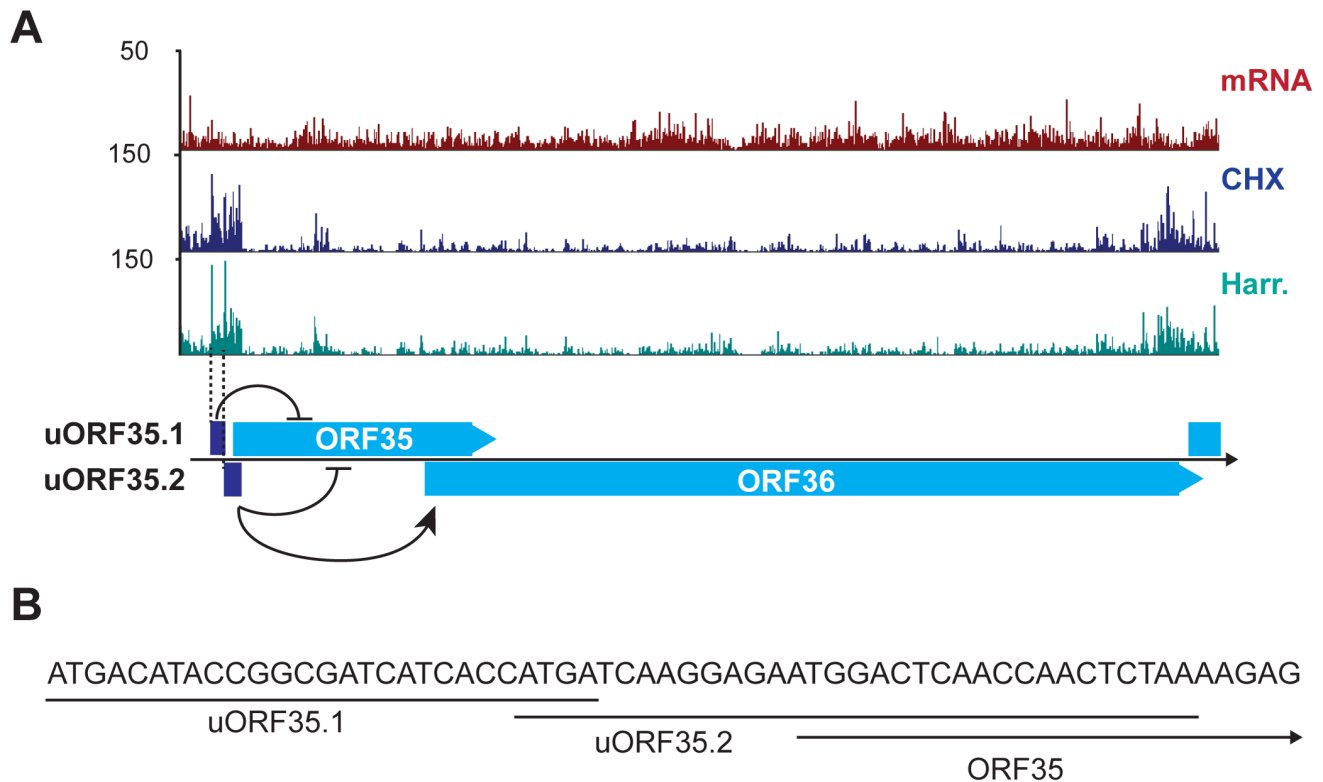 A
50
mRNA
150
CHX
150
Harr.
uORF35.1
ORF35
uORF35.2
ORF36
B
ATGACATACCGGCGATCATCACCATGATCAAGGAGAATGGACTCAACCAACTCTAAAAGAG
uORF35.1
uORF35.2
ORF35